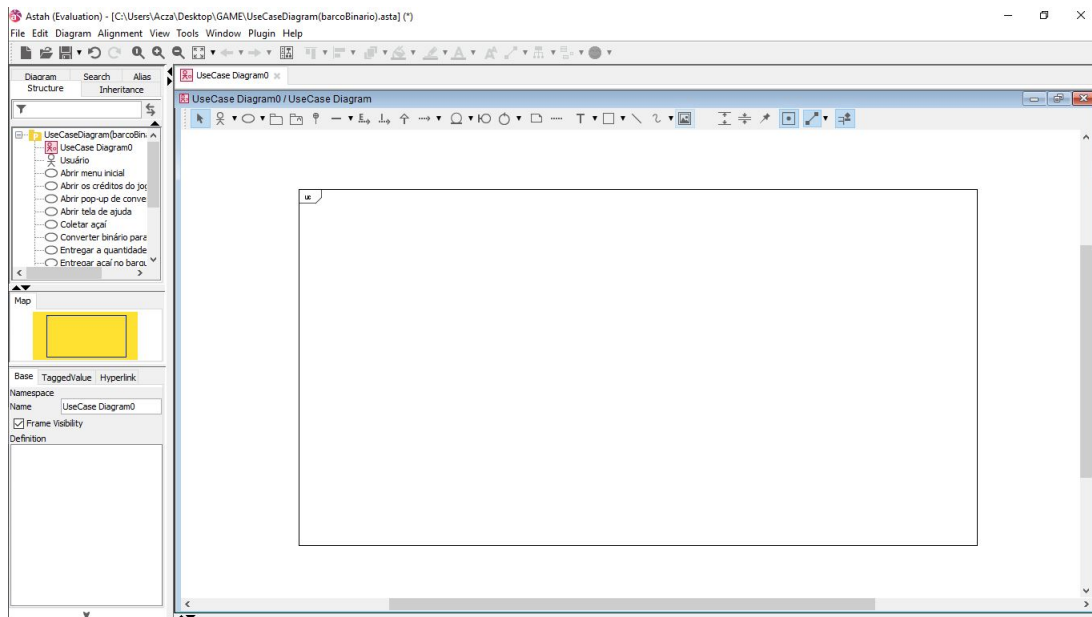 Astah (Evaluation) - [C:\Users\Acza\Desktop\GAME\UseCaseDiagram(barcoBinario).asta] (*)
File Edit Diagram Alignment View Tools Window Plugin Help
Diagram Search Alias
Structure Inheritance
UseCase Diagram0
UseCase Diagram0 / UseCase Diagram
UseCaseDiagram(barcoBin
UseCase Diagram0
Usuário
Abrir menu inicial
Abrir os créditos do jog
Abrir pop-up de conve
Abrir tela de ajuda
Coletar açaí
Converter binário para
Entregar a quantidade
Entregar açaí no barqu
Map
Base TaggedValue Hyperlink
Namespace
Name UseCase Diagram0
Frame Visibility
Definition
T
uc